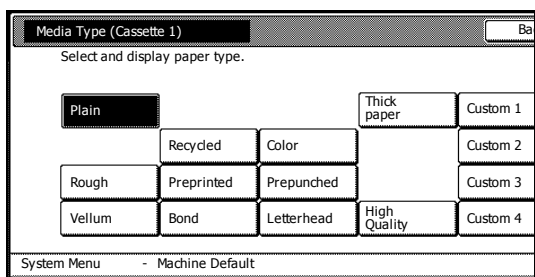 Media Type (Cassette 1)
Ba
Select and display paper type.
Plain
Thick
paper
Custom 1
Recycled
Color
Custom 2
Rough
Preprinted
Prepunched
Custom 3
Vellum
Bond
Letterhead
High
Quality
Custom 4
System Menu - Machine Default